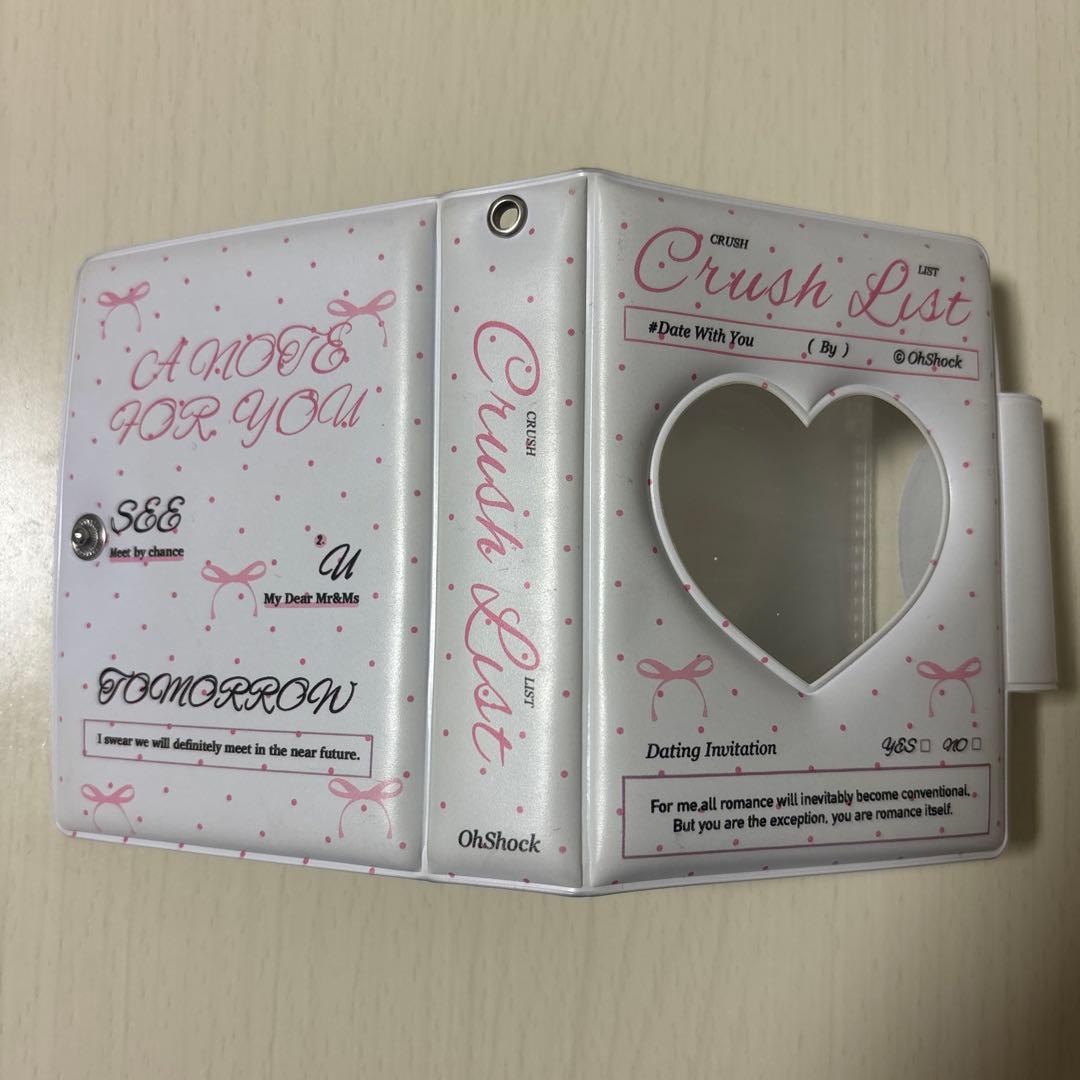 A NOTE
FOR YOU
SEE
Meet by chance
2
U
My Dear Mr&Ms
TOMORROW
I swear we will definitely meet in the near future.
CRUSH
Crush List
LIST
OhShock
CRUSH
LIST
Crush List
#Date With You ( By ) © OhShock
Dating Invitation YES □ NO □
For me,all romance will inevitably become conventional.
But you are the exception, you are romance itself.